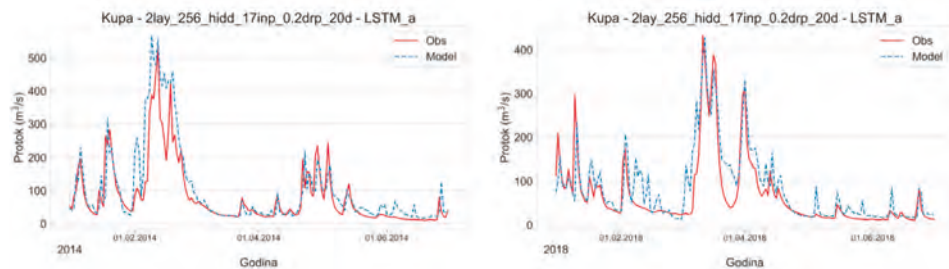 Kupa - 2lay_256_hidd_17inp_0.2drp_20d - LSTM_a
Obs
Model
Protok (m³/s)
500
400
300
200
100
0
01.02.2014
01.04.2014
01.06.2014
2014
Godina
Kupa - 2lay_256_hidd_17inp_0.2drp_20d - LSTM_a
Obs
Model
Protok (m³/s)
400
300
200
100
0
01.02.2018
01.04.2018
01.06.2018
2018
Godina